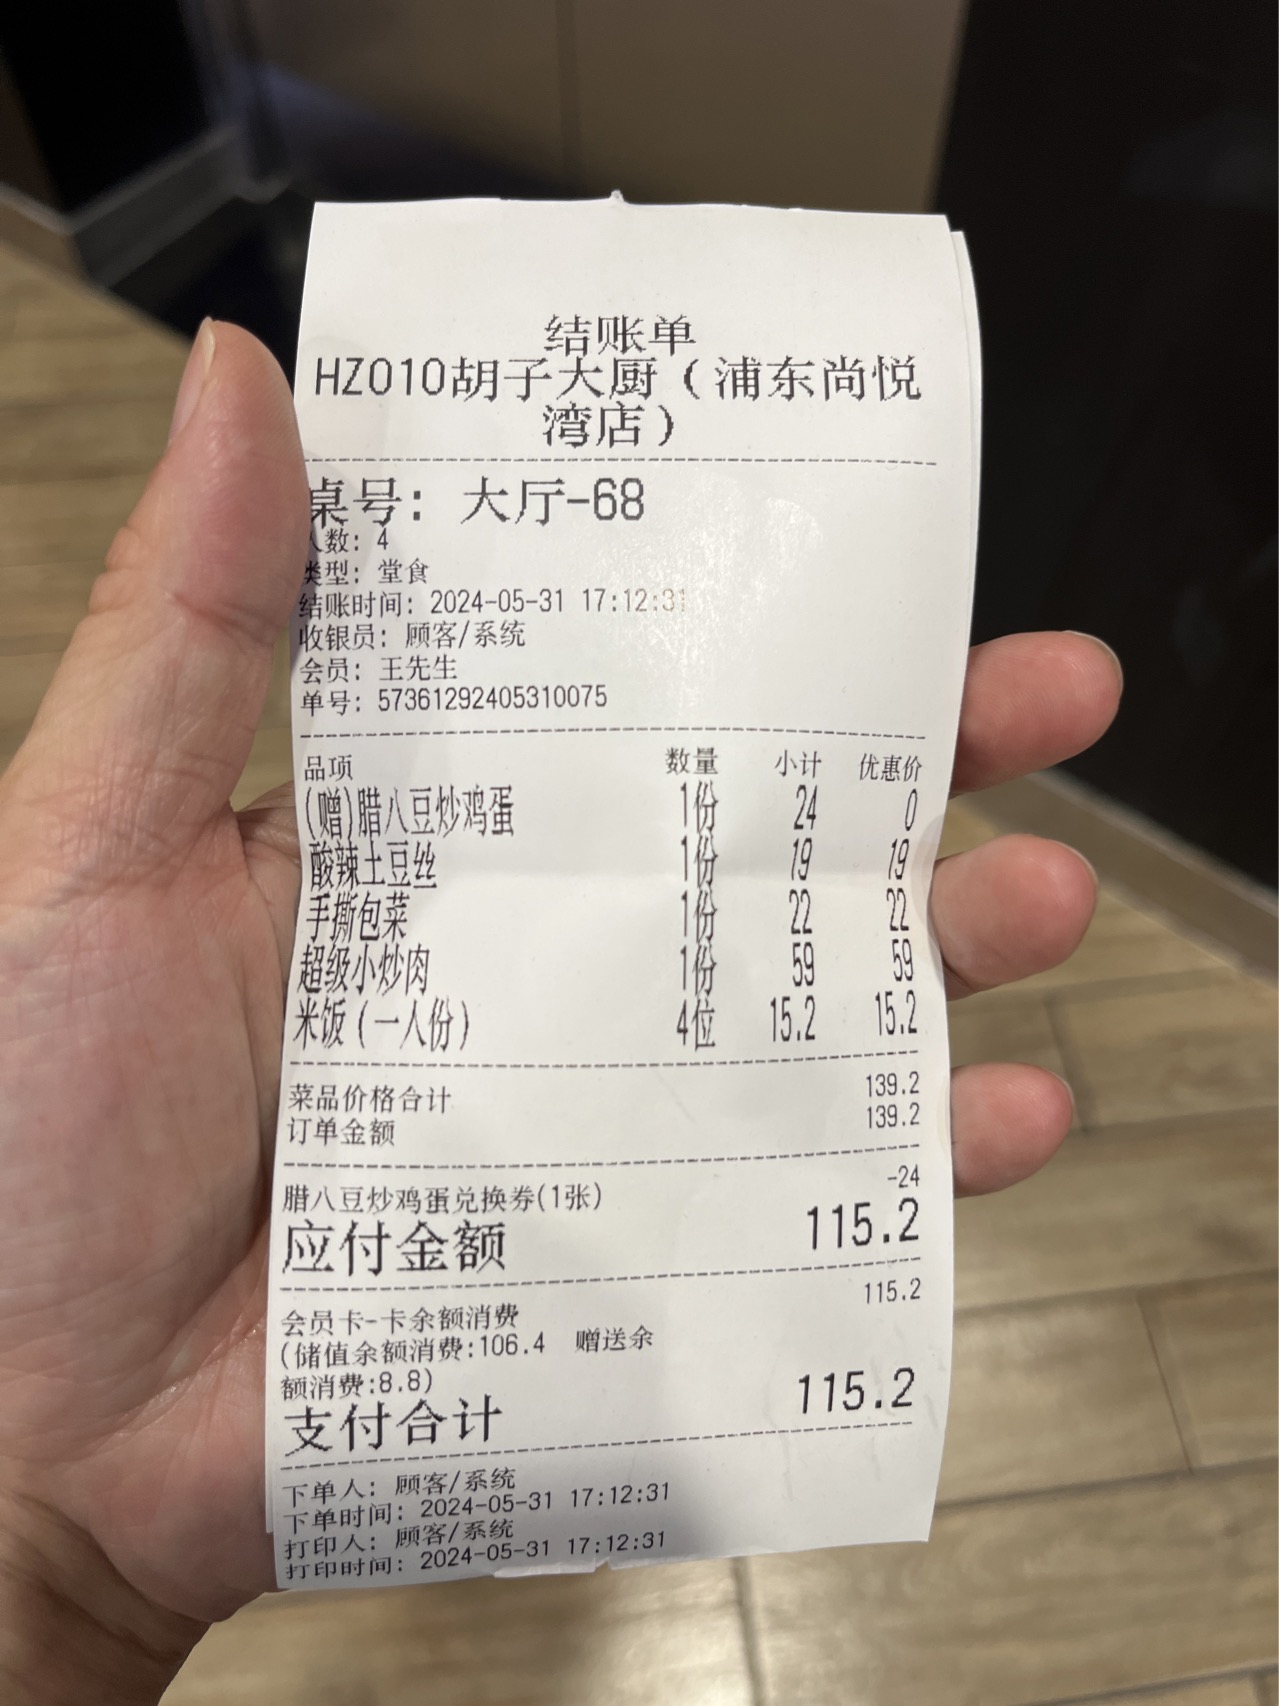 结账单
HZ010胡子大厨（浦东尚悦
湾店）
桌号：大厅-68
人数：4
类型：堂食
结账时间：2024-05-31 17:12:31
收银员：顾客/系统
会员：王先生
单号：57361292405310075
品项 数量 小计 优惠价
(赠)腊八豆炒鸡蛋 1份 24 0
酸辣土豆丝 1份 19 19
手撕包菜 1份 22 22
超级小炒肉 1份 59 59
米饭（一人份） 4位 15.2 15.2
菜品价格合计 139.2
订单金额 139.2
腊八豆炒鸡蛋兑换券(1张) -24
应付金额 115.2
会员卡-卡余额消费 115.2
(储值余额消费:106.4 赠送余
额消费:8.8)
支付合计 115.2
下单人：顾客/系统
下单时间：2024-05-31 17:12:31
打印人：顾客/系统
打印时间：2024-05-31 17:12:31